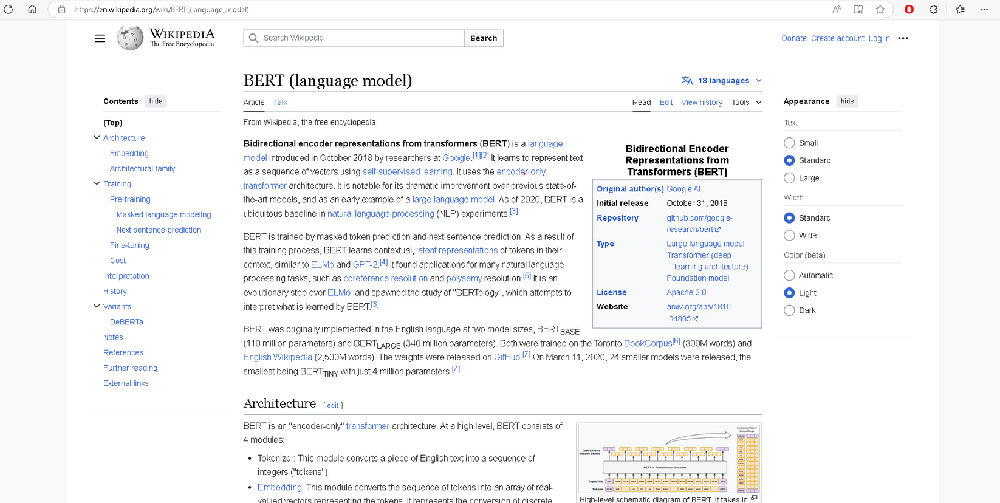 https://en.wikipedia.org/wiki/BERT_(language_model)
WIKIPEDIA
The Free Encyclopedia
Search Wikipedia
Search
Donate Create account Log in
BERT (language model)
18 languages
Article Talk
Read Edit View history Tools
From Wikipedia, the free encyclopedia
Contents hide
(Top)
Architecture
Embedding
Architectural family
Training
Pre-training
Masked language modeling
Next sentence prediction
Fine-tuning
Cost
Interpretation
History
Variants
DeBERTa
Notes
References
Further reading
External links
Bidirectional encoder representations from transformers (BERT) is a language
model introduced in October 2018 by researchers at Google.[1][2] It learns to represent text
as a sequence of vectors using self-supervised learning. It uses the encoder-only
transformer architecture. It is notable for its dramatic improvement over previous state-of-
the-art models, and as an early example of a large language model. As of 2020, BERT is a
ubiquitous baseline in natural language processing (NLP) experiments.[3]
BERT is trained by masked token prediction and next sentence prediction. As a result of
this training process, BERT learns contextual, latent representations of tokens in their
context, similar to ELMo and GPT-2.[4] It found applications for many natural language
processing tasks, such as coreference resolution and polysemy resolution.[5] It is an
evolutionary step over ELMo, and spawned the study of "BERTology", which attempts to
interpret what is learned by BERT.[3]
BERT was originally implemented in the English language at two model sizes, BERTBASE
(110 million parameters) and BERTLARGE (340 million parameters). Both were trained on the Toronto BookCorpus[6] (800M words) and
English Wikipedia (2,500M words). The weights were released on GitHub.[7] On March 11, 2020, 24 smaller models were released, the
smallest being BERTTINY with just 4 million parameters.[7]
Bidirectional Encoder
Representations from
Transformers (BERT)
Original author(s) Google AI
Initial release October 31, 2018
Repository github.com/google-
research/bert
Type Large language model
Transformer (deep
learning architecture)
Foundation model
License Apache 2.0
Website arxiv.org/abs/1810
.04805
Architecture [ edit ]
BERT is an "encoder-only" transformer architecture. At a high level, BERT consists of
4 modules:
• Tokenizer: This module converts a piece of English text into a sequence of
integers ("tokens").
• Embedding: This module converts the sequence of tokens into an array of real-
valued vectors representing the tokens. It represents the conversion of discrete
Contextual Word
Embeddings
Last Layer's
Hidden States
BERT = Transformer Encoder
Input IDs
Tokens
High-level schematic diagram of BERT. It takes in
Appearance hide
Text
Small
Standard
Large
Width
Standard
Wide
Color (beta)
Automatic
Light
Dark